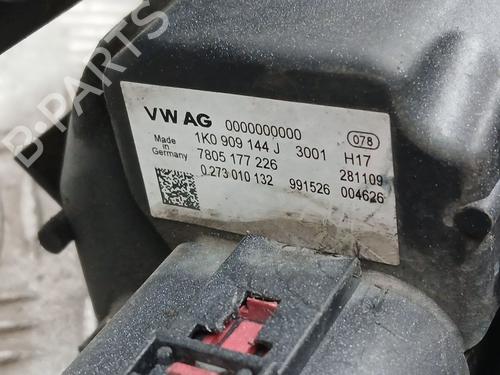 B-PARTS
VW AG 0000000000 078
Made in Germany
1K0 909 144 J 3001 H17
7805 177 226 281109
0 273 010 132 991526 004626